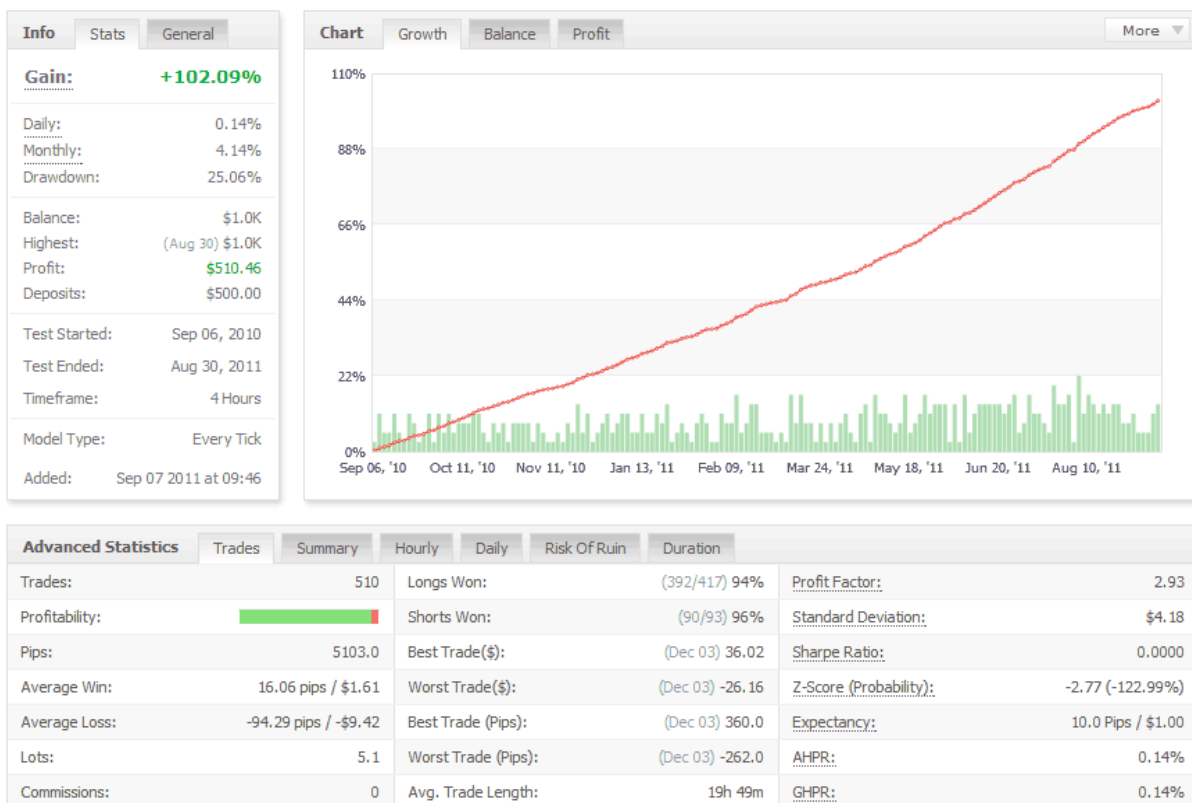 Info Stats General
Gain: +102.09%
Daily: 0.14%
Monthly: 4.14%
Drawdown: 25.06%
Balance: $1.0K
Highest: (Aug 30) $1.0K
Profit: $510.46
Deposits: $500.00
Test Started: Sep 06, 2010
Test Ended: Aug 30, 2011
Timeframe: 4 Hours
Model Type: Every Tick
Added: Sep 07 2011 at 09:46
Chart Growth Balance Profit More
110%
88%
66%
44%
22%
0%
Sep 06, '10 Oct 11, '10 Nov 11, '10 Jan 13, '11 Feb 09, '11 Mar 24, '11 May 18, '11 Jun 20, '11 Aug 10, '11
Advanced Statistics Trades Summary Hourly Daily Risk Of Ruin Duration
Trades: 510 Longs Won: (392/417) 94% Profit Factor: 2.93
Profitability: Shorts Won: (90/93) 96% Standard Deviation: $4.18
Pips: 5103.0 Best Trade($): (Dec 03) 36.02 Sharpe Ratio: 0.0000
Average Win: 16.06 pips / $1.61 Worst Trade($): (Dec 03) -26.16 Z-Score (Probability): -2.77 (-122.99%)
Average Loss: -94.29 pips / -$9.42 Best Trade (Pips): (Dec 03) 360.0 Expectancy: 10.0 Pips / $1.00
Lots: 5.1 Worst Trade (Pips): (Dec 03) -262.0 AHPR: 0.14%
Commissions: 0 Avg. Trade Length: 19h 49m GHPR: 0.14%